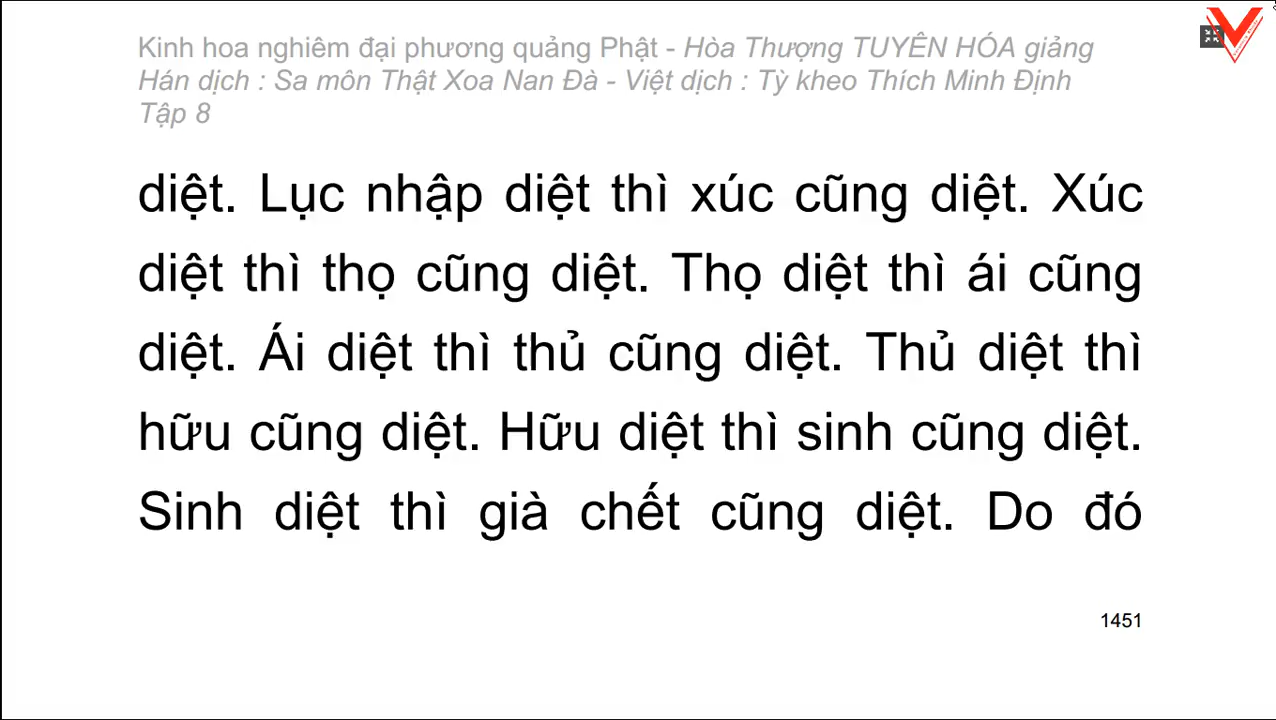 Kinh hoa nghiêm đại phương quảng Phật - Hòa Thượng TUYÊN HÓA giảng
Hán dịch : Sa môn Thật Xoa Nan Đà - Việt dịch : Tỳ kheo Thích Minh Định
Tập 8
diệt. Lục nhập diệt thì xúc cũng diệt. Xúc
diệt thì thọ cũng diệt. Thọ diệt thì ái cũng
diệt. Ái diệt thì thủ cũng diệt. Thủ diệt thì
hữu cũng diệt. Hữu diệt thì sinh cũng diệt.
Sinh diệt thì già chết cũng diệt. Do đó
1451